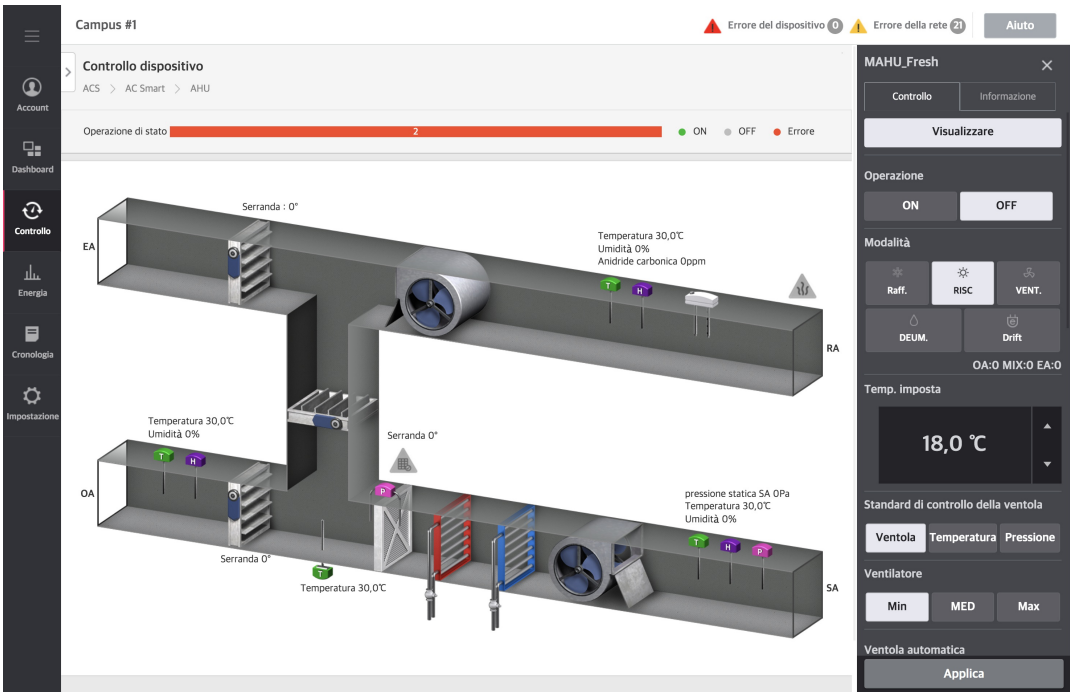 Campus #1
Errore del dispositivo 0
Errore della rete 21
Aiuto
Account
Dashboard
Controllo
Energia
Cronologia
Impostazione
Controllo dispositivo
ACS > AC Smart > AHU
Operazione di stato
2
ON
OFF
Errore
Serranda : 0°
EA
Temperatura 30,0℃
Umidità 0%
Anidride carbonica 0ppm
T
H
RA
Temperatura 30,0℃
Umidità 0%
T
H
OA
Serranda 0°
P
Serranda 0°
T
Temperatura 30,0℃
pressione statica SA 0Pa
Temperatura 30,0℃
Umidità 0%
T
H
P
SA
MAHU_Fresh
Controllo
Informazione
Visualizzare
Operazione
ON
OFF
Modalità
Raff.
RISC
VENT.
DEUM.
Drift
OA:0 MIX:0 EA:0
Temp. imposta
18,0 ℃
Standard di controllo della ventola
Ventola
Temperatura
Pressione
Ventilatore
Min
MED
Max
Ventola automatica
Applica